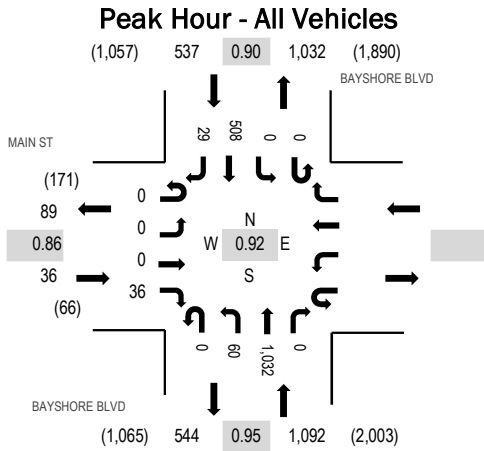 Peak Hour - All Vehicles
(1,057) 537 0.90 1,032 (1,890)
BAYSHORE BLVD
29 508 0 0
MAIN ST
(171)
89
0.86
36
(66)
0
0
0
36
N
W 0.92 E
S
0 60 1,032 0
BAYSHORE BLVD
(1,065) 544 0.95 1,092 (2,003)